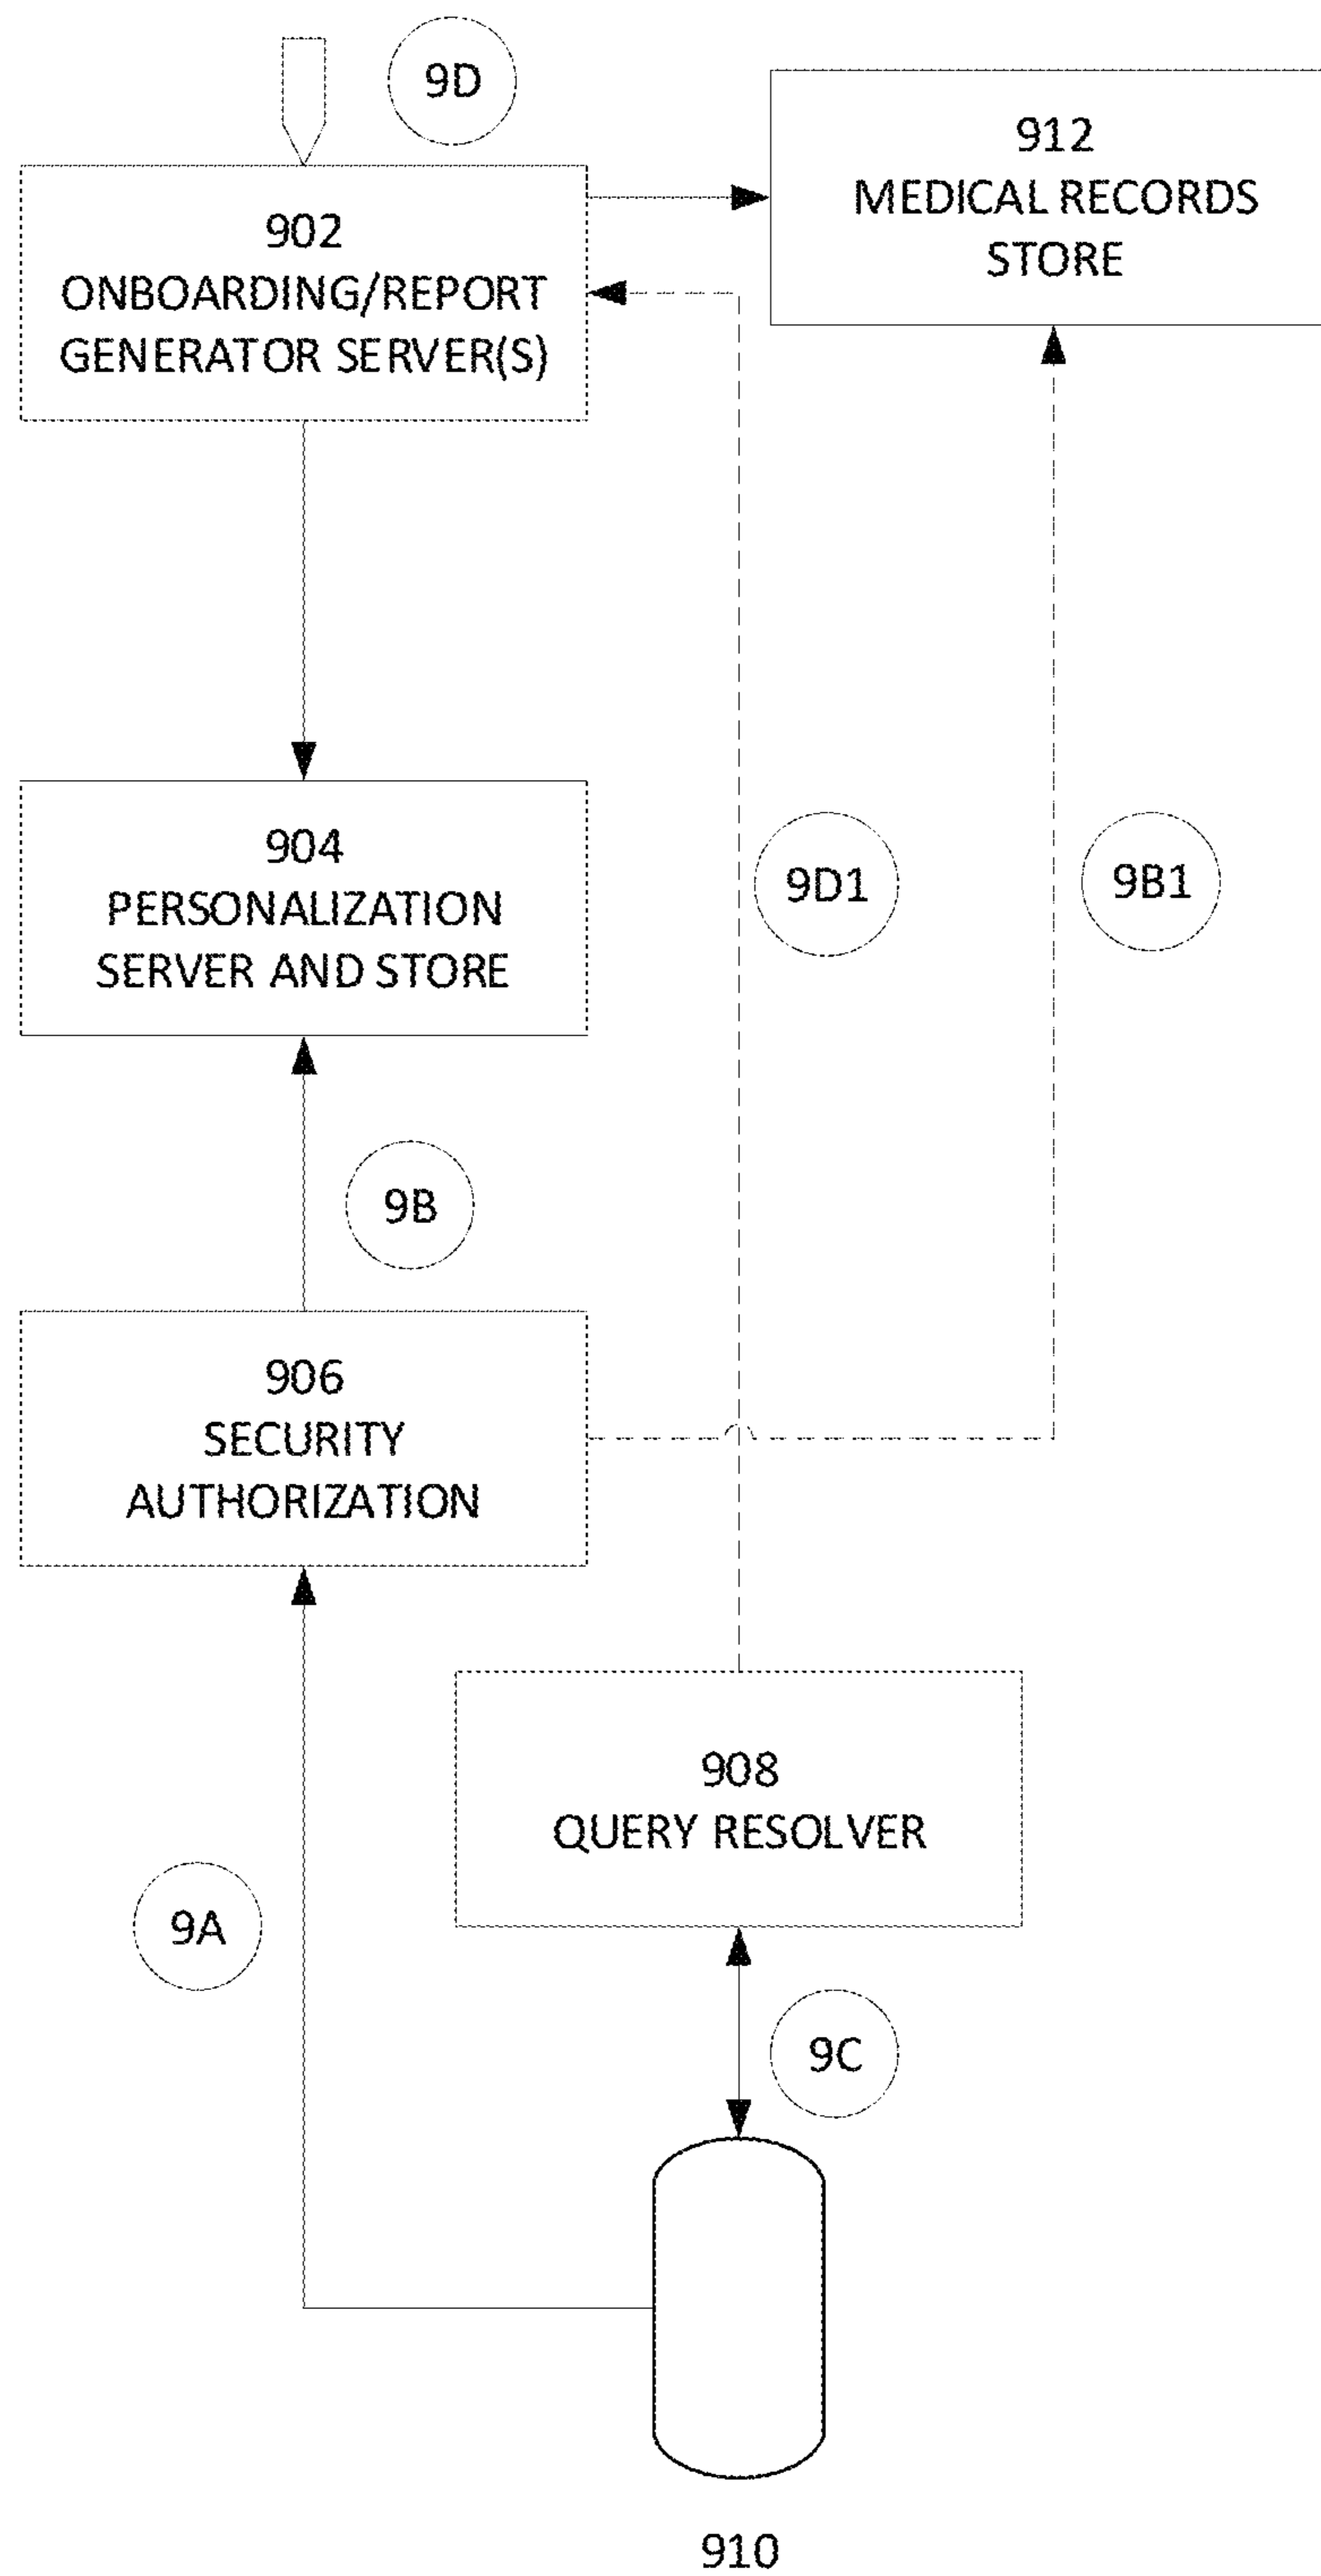 9D
912
MEDICAL RECORDS
STORE
902
ONBOARDING/REPORT
GENERATOR SERVER(S)
904
PERSONALIZATION
SERVER AND STORE
9D1
9B1
9B
906
SECURITY
AUTHORIZATION
908
QUERY RESOLVER
9A
9C
910